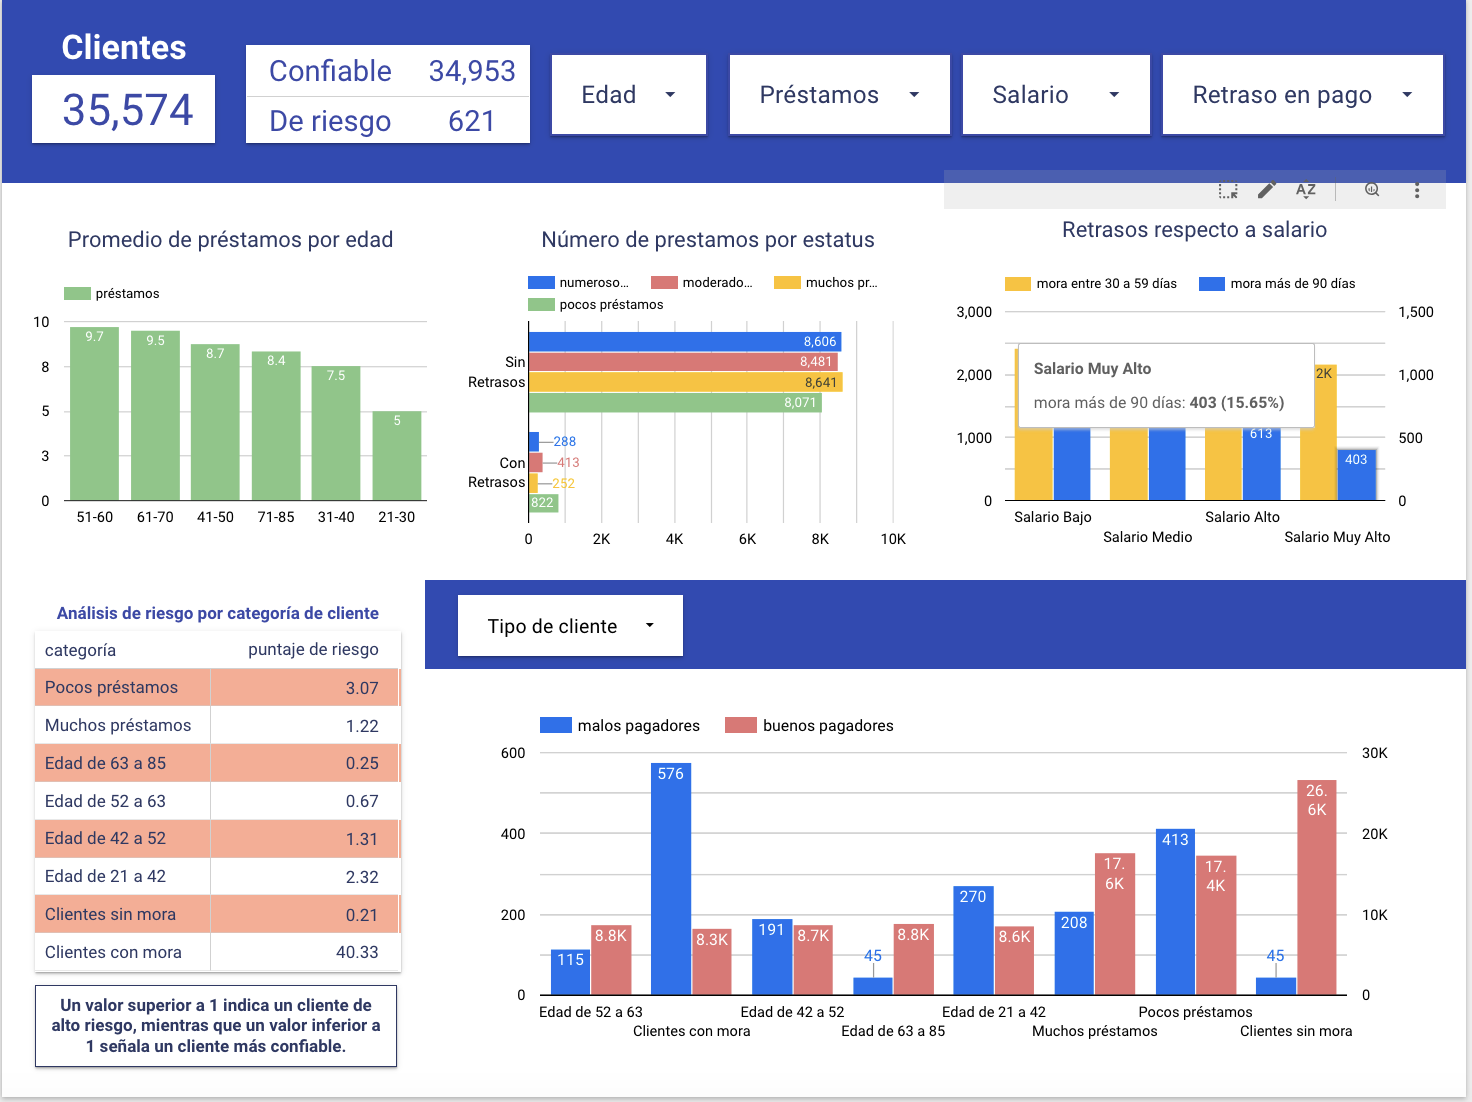 Clientes
35,574
Confiable 34,953
De riesgo 621
Edad
Préstamos
Salario
Retraso en pago
AZ
Promedio de préstamos por edad
préstamos
10
8
5
3
0
9.7
9.5
8.7
8.4
7.5
5
51-60
61-70
41-50
71-85
31-40
21-30
Número de prestamos por estatus
numeroso...
moderado...
muchos pr...
pocos préstamos
Sin
Retrasos
8,606
8,481
8,641
8,071
Con
Retrasos
288
413
252
822
0
2K
4K
6K
8K
10K
Retrasos respecto a salario
mora entre 30 a 59 días
mora más de 90 días
3,000
2,000
1,000
0
1,500
1,000
500
0
Salario Muy Alto
mora más de 90 días: 403 (15.65%)
2K
613
403
Salario Bajo
Salario Medio
Salario Alto
Salario Muy Alto
Análisis de riesgo por categoría de cliente
categoría puntaje de riesgo
Pocos préstamos 3.07
Muchos préstamos 1.22
Edad de 63 a 85 0.25
Edad de 52 a 63 0.67
Edad de 42 a 52 1.31
Edad de 21 a 42 2.32
Clientes sin mora 0.21
Clientes con mora 40.33
Un valor superior a 1 indica un cliente de
alto riesgo, mientras que un valor inferior a
1 señala un cliente más confiable.
Tipo de cliente
malos pagadores
buenos pagadores
600
400
200
0
30K
20K
10K
0
115
8.8K
576
8.3K
191
8.7K
45
8.8K
270
8.6K
208
17.
6K
413
17.
4K
45
26.
6K
Edad de 52 a 63
Clientes con mora
Edad de 42 a 52
Edad de 63 a 85
Edad de 21 a 42
Muchos préstamos
Pocos préstamos
Clientes sin mora